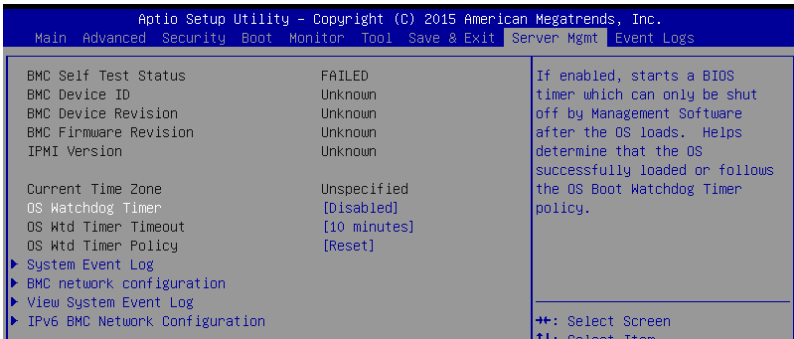 Aptio Setup Utility – Copyright (C) 2015 American Megatrends, Inc.
Main Advanced Security Boot Monitor Tool Save & Exit Server Mgmt Event Logs
BMC Self Test Status FAILED
BMC Device ID Unknown
BMC Device Revision Unknown
BMC Firmware Revision Unknown
IPMI Version Unknown
Current Time Zone Unspecified
OS Watchdog Timer [Disabled]
OS Wtd Timer Timeout [10 minutes]
OS Wtd Timer Policy [Reset]
System Event Log
BMC network configuration
View System Event Log
IPv6 BMC Network Configuration
If enabled, starts a BIOS
timer which can only be shut
off by Management Software
after the OS loads. Helps
determine that the OS
successfully loaded or follows
the OS Boot Watchdog Timer
policy.
→←: Select Screen
↑↓: Select Item